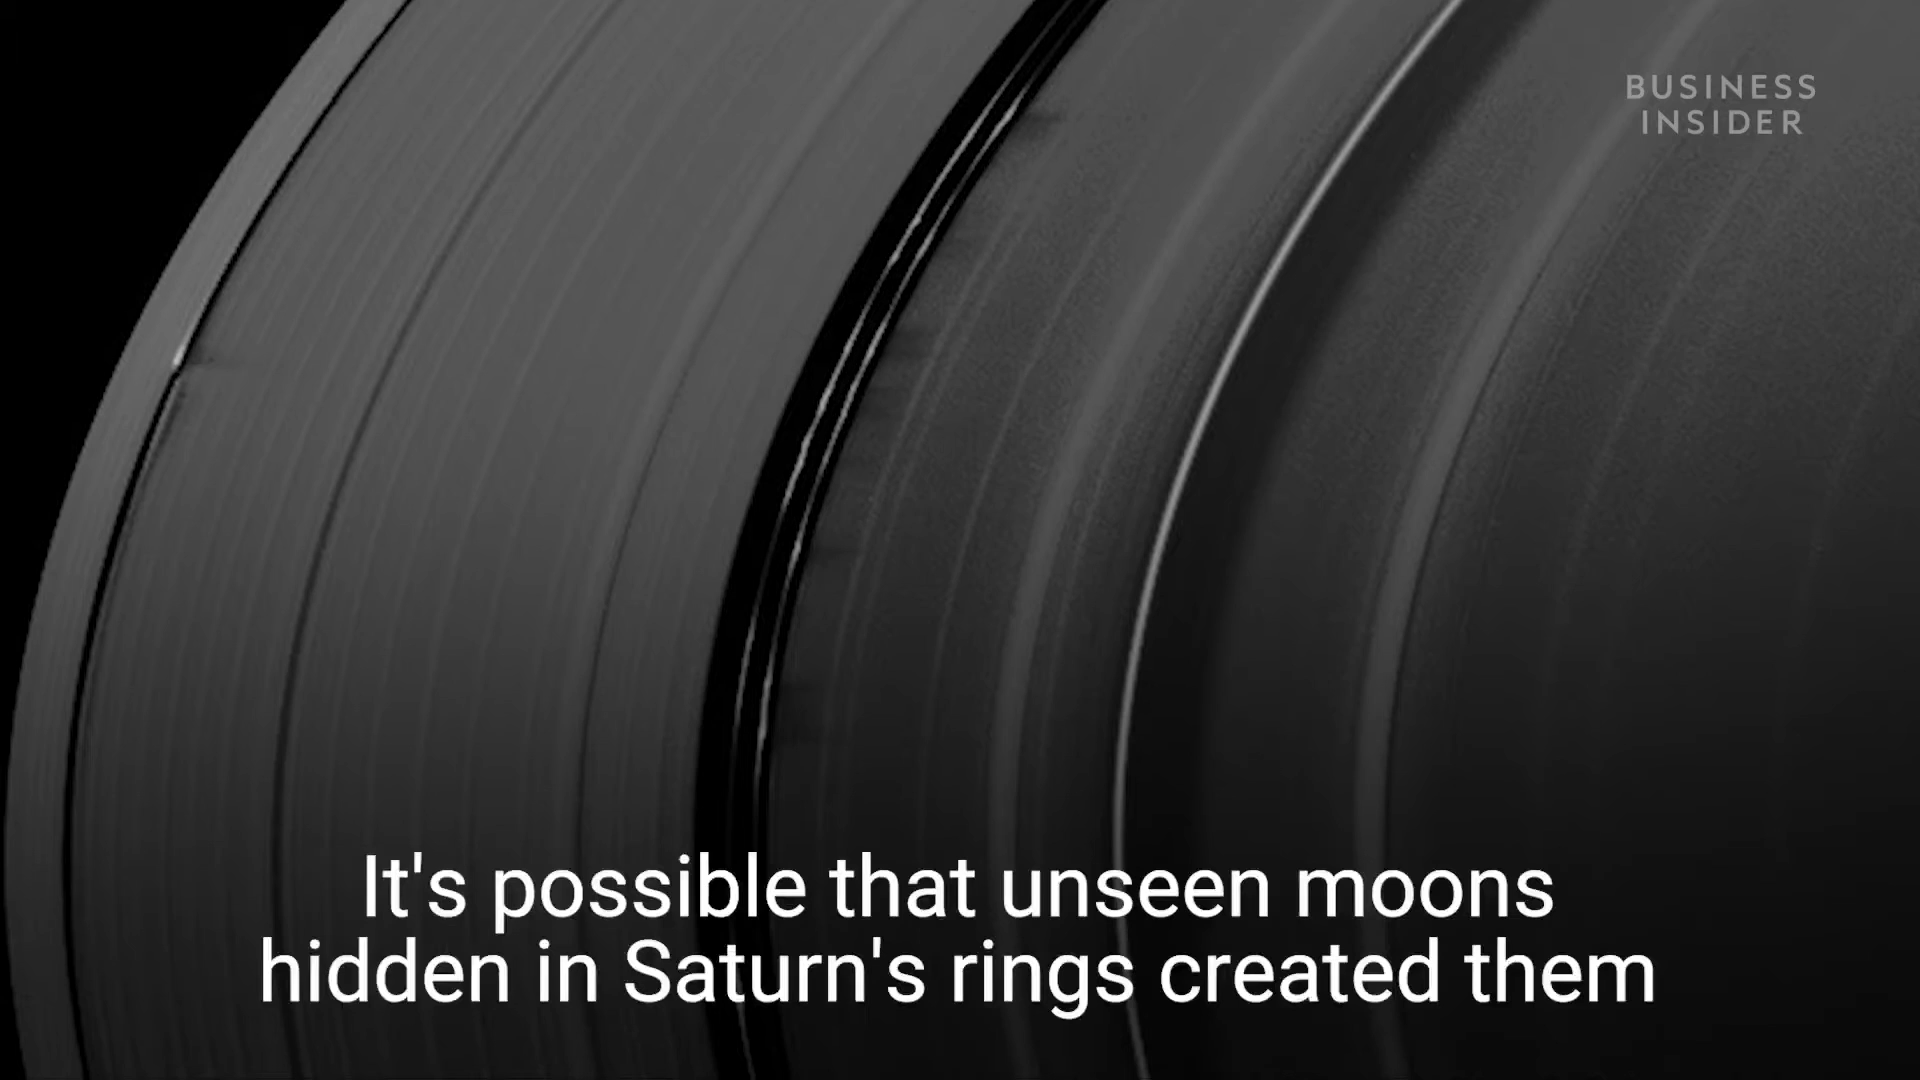 BUSINESS
INSIDER
It's possible that unseen moons
hidden in Saturn's rings created them